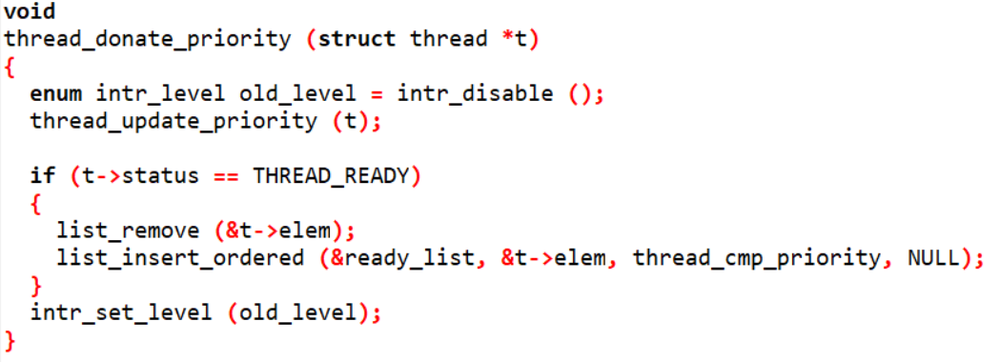 void
thread_donate_priority (struct thread *t)
{
  enum intr_level old_level = intr_disable ();
  thread_update_priority (t);

  if (t->status == THREAD_READY)
  {
    list_remove (&t->elem);
    list_insert_ordered (&ready_list, &t->elem, thread_cmp_priority, NULL);
  }
  intr_set_level (old_level);
}